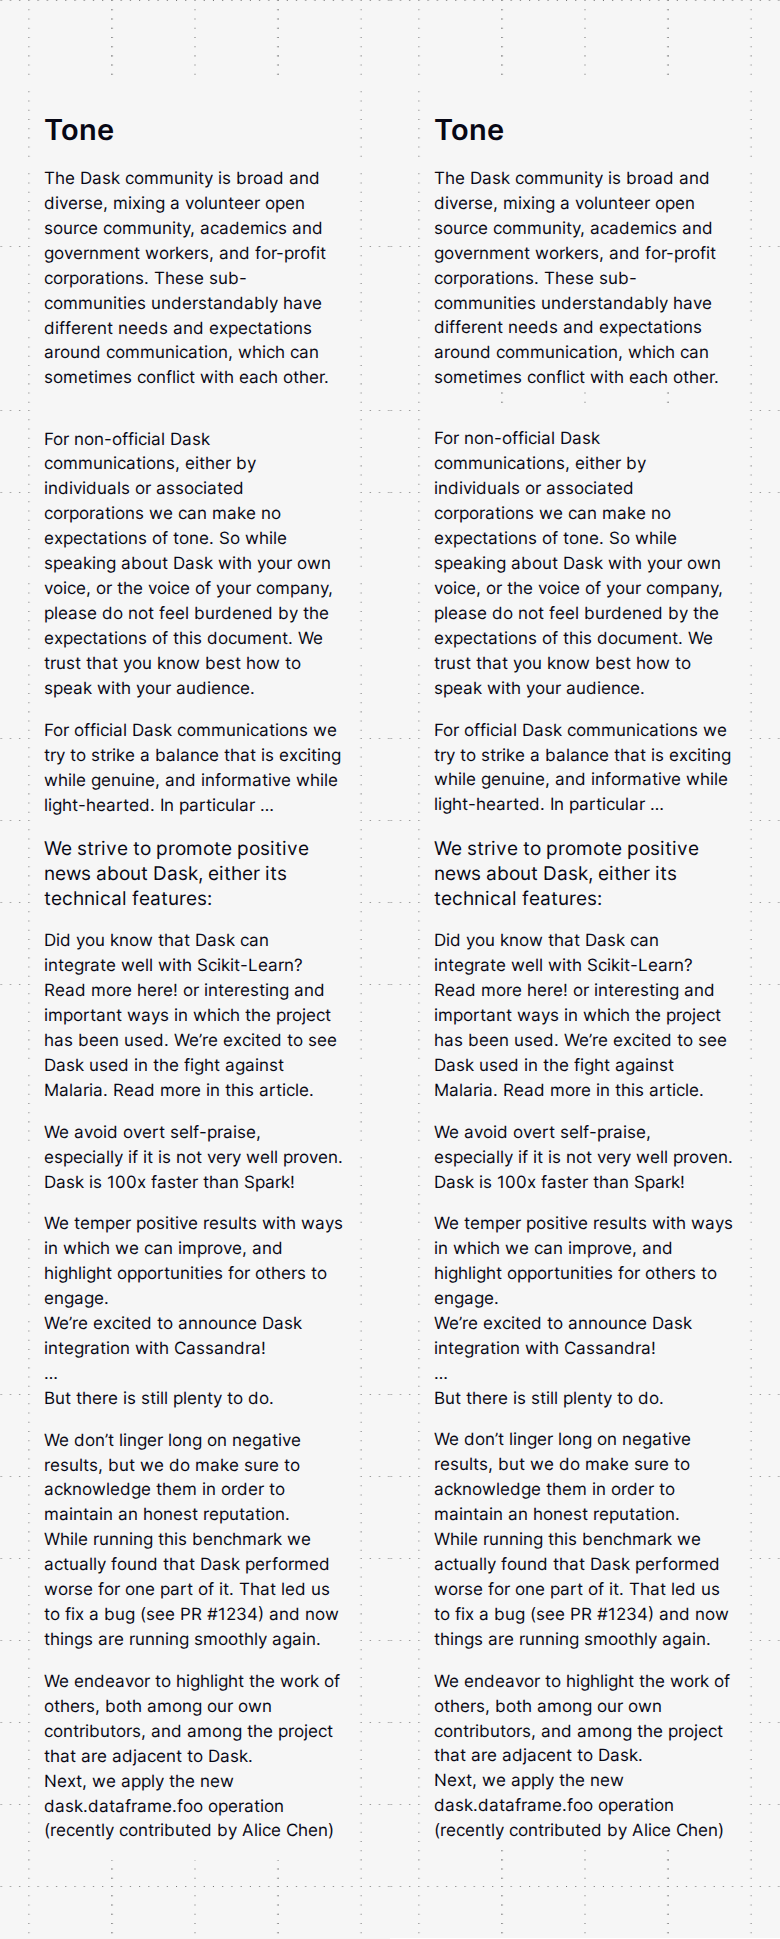 Tone
The Dask community is broad and
diverse, mixing a volunteer open
source community, academics and
government workers, and for-profit
corporations. These sub-
communities understandably have
different needs and expectations
around communication, which can
sometimes conflict with each other.
For non-official Dask
communications, either by
individuals or associated
corporations we can make no
expectations of tone. So while
speaking about Dask with your own
voice, or the voice of your company,
please do not feel burdened by the
expectations of this document. We
trust that you know best how to
speak with your audience.
For official Dask communications we
try to strike a balance that is exciting
while genuine, and informative while
light-hearted. In particular ...
We strive to promote positive
news about Dask, either its
technical features:
Did you know that Dask can
integrate well with Scikit-Learn?
Read more here! or interesting and
important ways in which the project
has been used. We’re excited to see
Dask used in the fight against
Malaria. Read more in this article.
We avoid overt self-praise,
especially if it is not very well proven.
Dask is 100x faster than Spark!
We temper positive results with ways
in which we can improve, and
highlight opportunities for others to
engage.
We’re excited to announce Dask
integration with Cassandra!
...
But there is still plenty to do.
We don’t linger long on negative
results, but we do make sure to
acknowledge them in order to
maintain an honest reputation.
While running this benchmark we
actually found that Dask performed
worse for one part of it. That led us
to fix a bug (see PR #1234) and now
things are running smoothly again.
We endeavor to highlight the work of
others, both among our own
contributors, and among the project
that are adjacent to Dask.
Next, we apply the new
dask.dataframe.foo operation
(recently contributed by Alice Chen)
Tone
The Dask community is broad and
diverse, mixing a volunteer open
source community, academics and
government workers, and for-profit
corporations. These sub-
communities understandably have
different needs and expectations
around communication, which can
sometimes conflict with each other.
For non-official Dask
communications, either by
individuals or associated
corporations we can make no
expectations of tone. So while
speaking about Dask with your own
voice, or the voice of your company,
please do not feel burdened by the
expectations of this document. We
trust that you know best how to
speak with your audience.
For official Dask communications we
try to strike a balance that is exciting
while genuine, and informative while
light-hearted. In particular ...
We strive to promote positive
news about Dask, either its
technical features:
Did you know that Dask can
integrate well with Scikit-Learn?
Read more here! or interesting and
important ways in which the project
has been used. We’re excited to see
Dask used in the fight against
Malaria. Read more in this article.
We avoid overt self-praise,
especially if it is not very well proven.
Dask is 100x faster than Spark!
We temper positive results with ways
in which we can improve, and
highlight opportunities for others to
engage.
We’re excited to announce Dask
integration with Cassandra!
...
But there is still plenty to do.
We don’t linger long on negative
results, but we do make sure to
acknowledge them in order to
maintain an honest reputation.
While running this benchmark we
actually found that Dask performed
worse for one part of it. That led us
to fix a bug (see PR #1234) and now
things are running smoothly again.
We endeavor to highlight the work of
others, both among our own
contributors, and among the project
that are adjacent to Dask.
Next, we apply the new
dask.dataframe.foo operation
(recently contributed by Alice Chen)